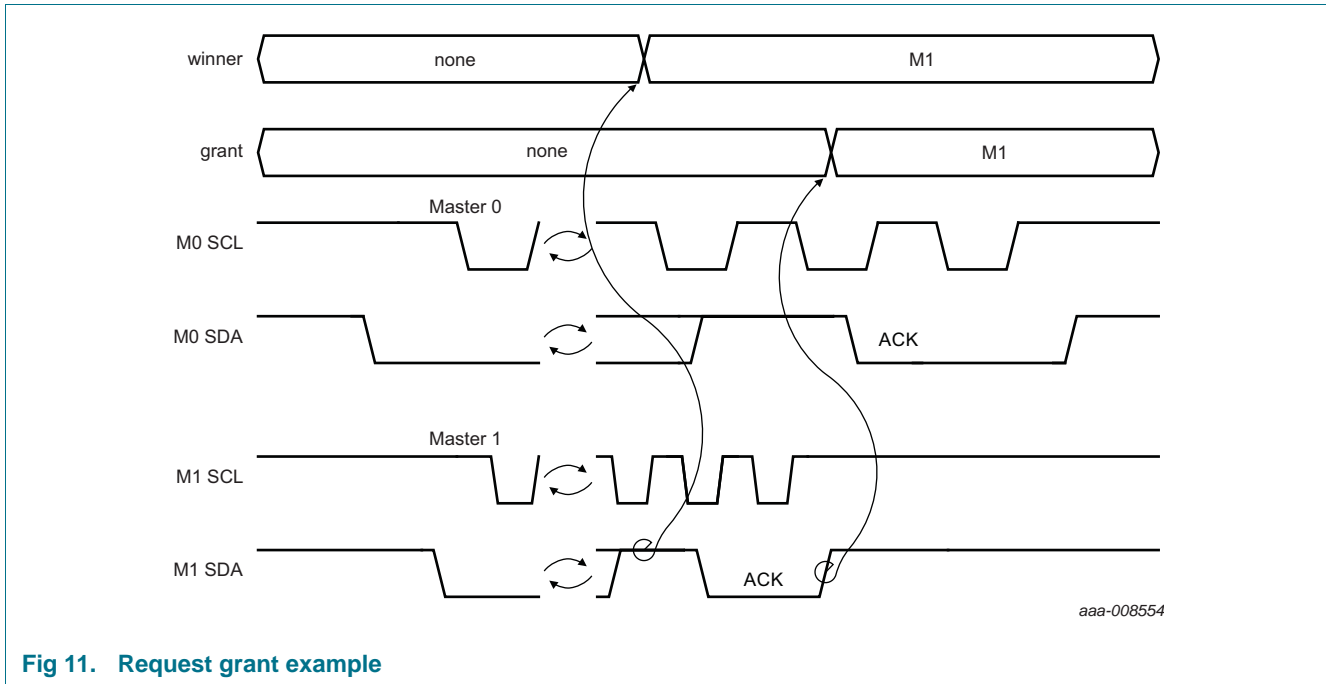 winner
none
M1
grant
none
M1
Master 0
M0 SCL
M0 SDA
ACK
Master 1
M1 SCL
M1 SDA
ACK
aaa-008554
Fig 11. Request grant example